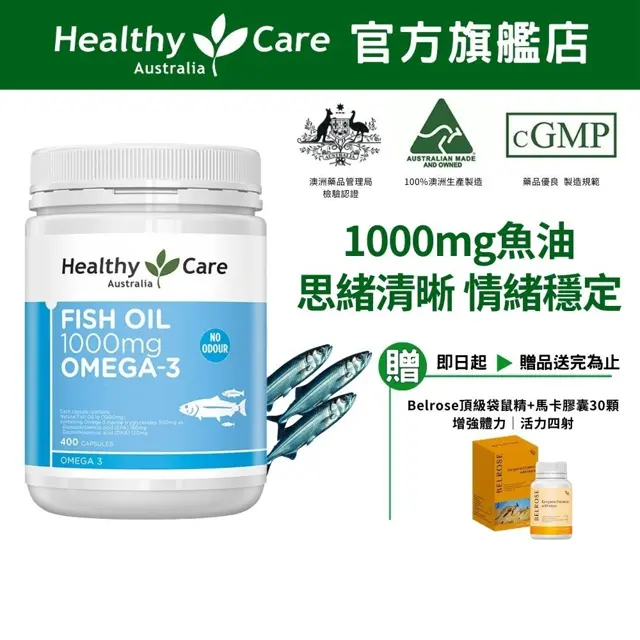 Healthy Care
Australia
官方旗艦店
澳洲藥品管理局
檢驗認證
AUSTRALIAN MADE
AND OWNED
100%澳洲生產製造
cGMP
藥品優良 製造規範
1000mg魚油
思緒清晰 情緒穩定
贈
即日起 ▶ 贈品送完為止
Belrose頂級袋鼠精+馬卡膠囊30顆
增強體力｜活力四射
Healthy Care
Australia
FISH OIL
1000mg
OMEGA-3
NO
ODOUR
Each capsule contains:
400 CAPSULES
OMEGA 3
BELROSE
BELROSE